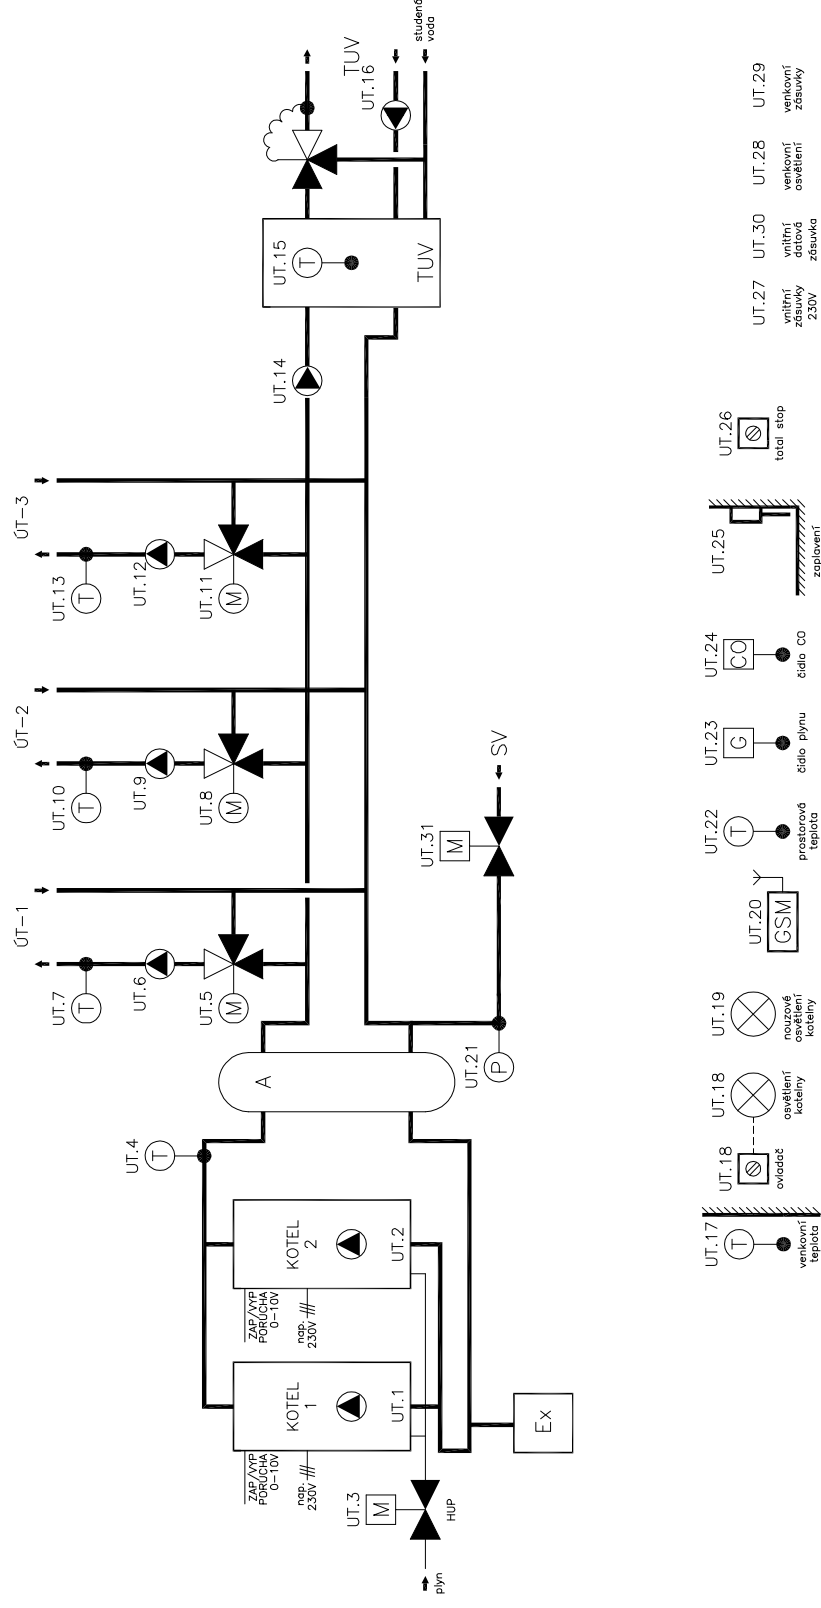 plyn
HUP
UT.3
M
ZAP/VYP
PORUCHA
0-10V
nap.
230V
KOTEL
1
UT.1
ZAP/VYP
PORUCHA
0-10V
nap.
230V
KOTEL
2
UT.2
Ex
UT.4
T
A
UT.21
P
UT.31
M
SV
ÚT-1
UT.7
T
UT.6
UT.5
M
ÚT-2
UT.10
T
UT.9
UT.8
M
ÚT-3
UT.13
T
UT.12
UT.11
M
UT.14
UT.15
T
TUV
TUV
UT.16
studená
voda
UT.17
T
venkovní
teplota
UT.18
ovladač
UT.18
osvětlení
kotelny
UT.19
nouzové
osvětlení
kotelny
UT.20
GSM
UT.22
T
prostorová
teplota
UT.23
G
čidlo plynu
UT.24
CO
čidlo CO
UT.25
zaplavení
UT.26
total stop
UT.27
vnitřní
zásuvky
230V
UT.30
vnitřní
datová
zásuvka
UT.28
venkovní
osvětlení
UT.29
venkovní
zásuvky